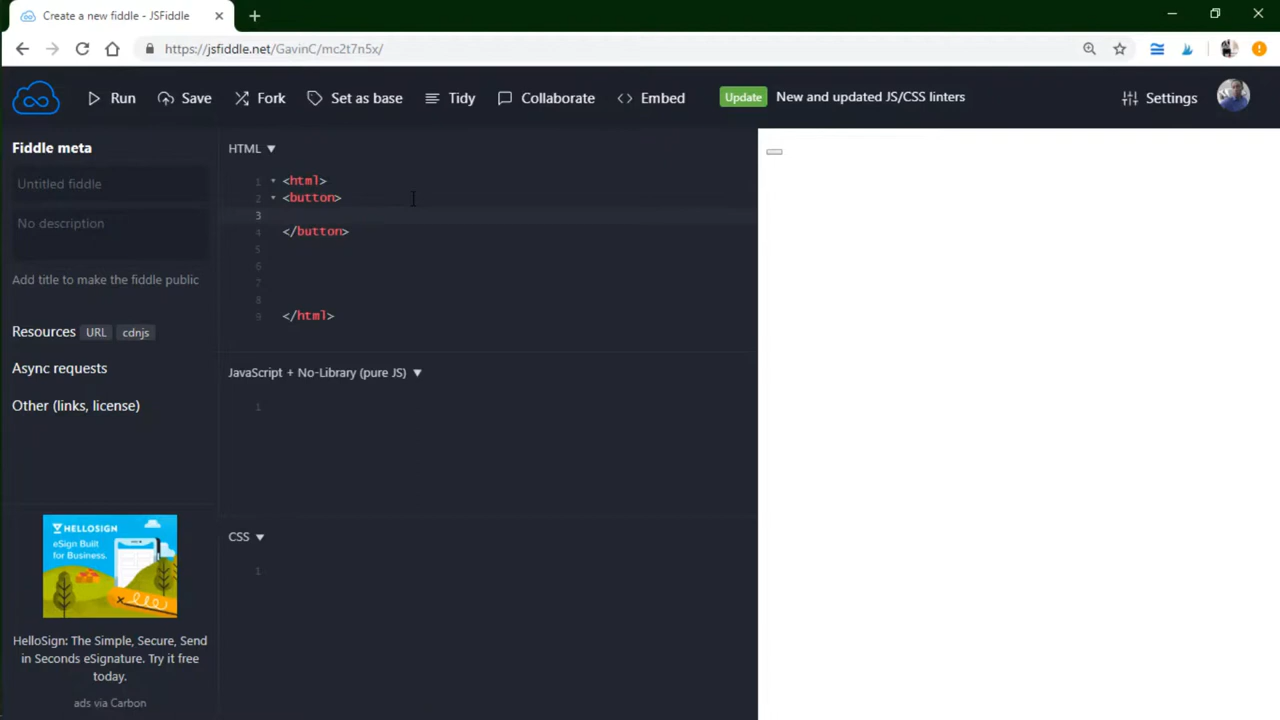 Create a new fiddle - JSFiddle
https://jsfiddle.net/GavinC/mc2t7n5x/
Run
Save
Fork
Set as base
Tidy
Collaborate
Embed
Update
New and updated JS/CSS linters
Settings
Fiddle meta
Untitled fiddle
No description
Add title to make the fiddle public
Resources URL cdnjs
Async requests
Other (links, license)
HELLOSIGN
eSign Built
for Business.
HelloSign: The Simple, Secure, Send
in Seconds eSignature. Try it free
today.
ads via Carbon
HTML
1 <html>
2 <button>
3
4 </button>
5
6
7
8
9 </html>
JavaScript + No-Library (pure JS)
1
CSS
1